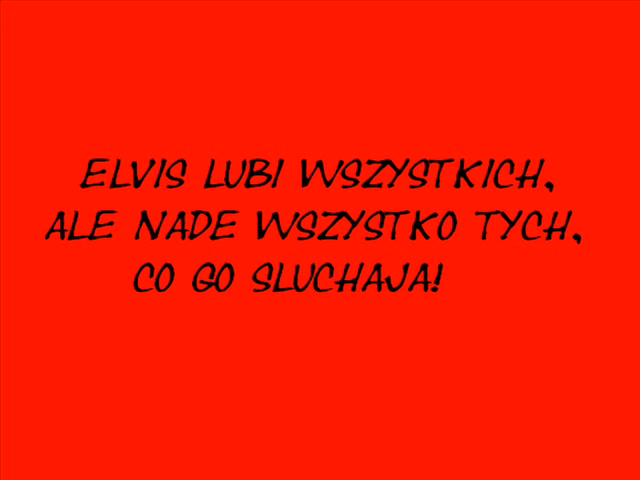 ELVIS LUBI WSZYSTKICH,
ALE NADE WSZYSTKO TYCH,
CO GO SLUCHAJA!